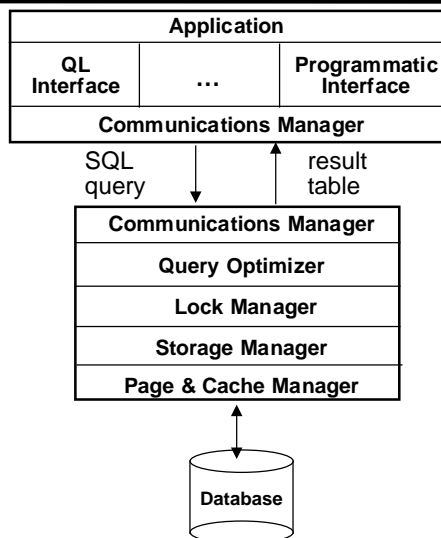 Application
QL
Interface
…
Programmatic
Interface
Communications Manager
SQL
query
result
table
Communications Manager
Query Optimizer
Lock Manager
Storage Manager
Page & Cache Manager
Database